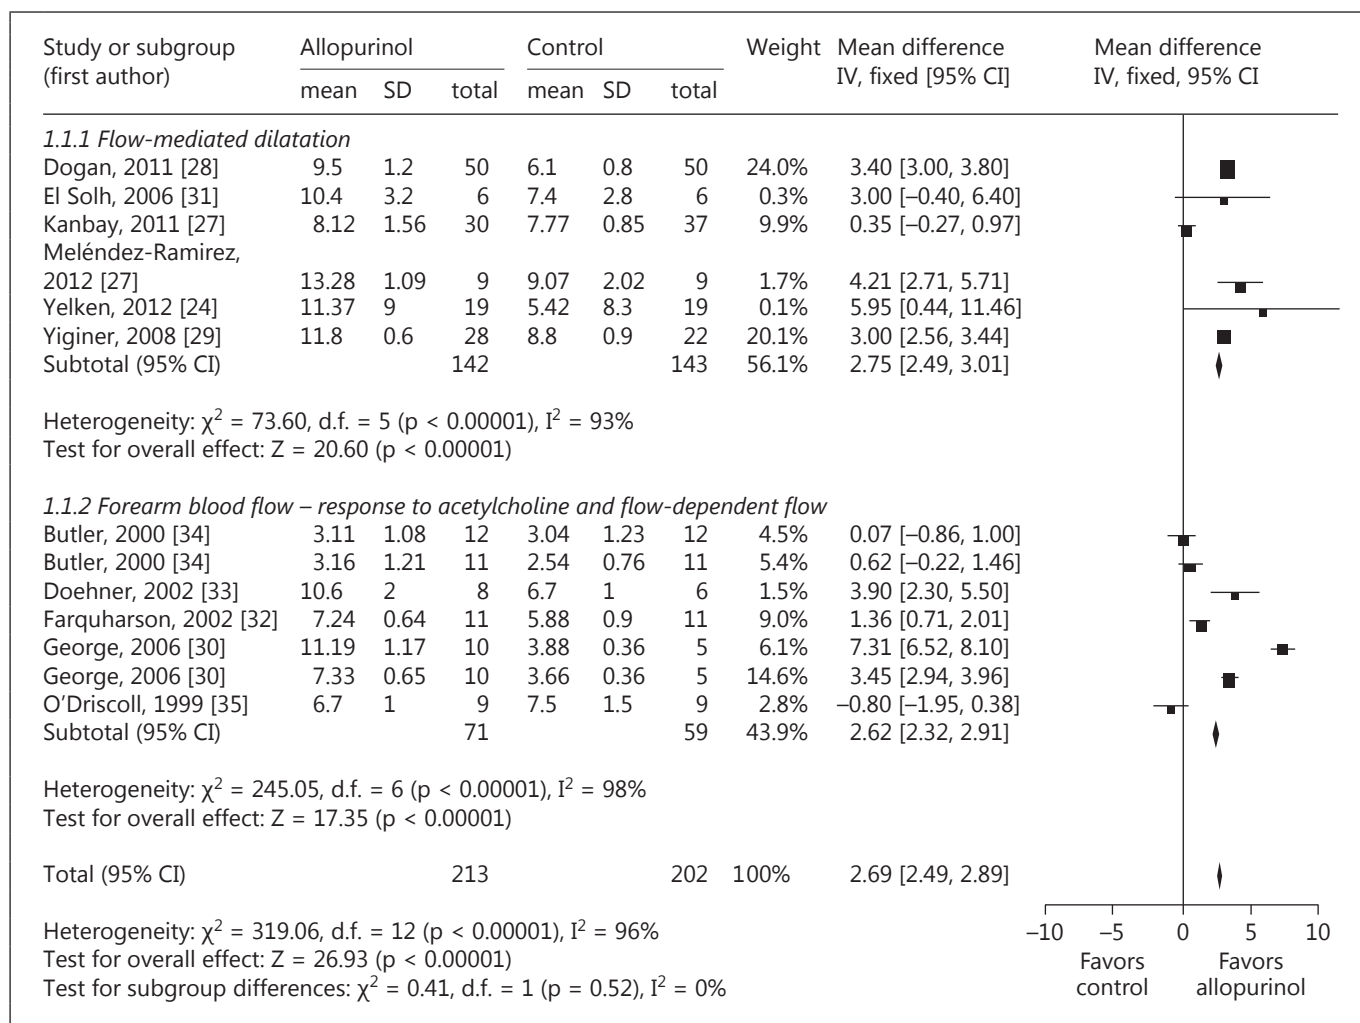 Study or subgroup Allopurinol Control Weight Mean difference Mean difference
(first author) IV, fixed [95% CI] IV, fixed, 95% CI
mean SD total mean SD total
1.1.1 Flow-mediated dilatation
Dogan, 2011 [28] 9.5 1.2 50 6.1 0.8 50 24.0% 3.40 [3.00, 3.80]
El Solh, 2006 [31] 10.4 3.2 6 7.4 2.8 6 0.3% 3.00 [–0.40, 6.40]
Kanbay, 2011 [27] 8.12 1.56 30 7.77 0.85 37 9.9% 0.35 [–0.27, 0.97]
Meléndez-Ramirez,
2012 [27] 13.28 1.09 9 9.07 2.02 9 1.7% 4.21 [2.71, 5.71]
Yelken, 2012 [24] 11.37 9 19 5.42 8.3 19 0.1% 5.95 [0.44, 11.46]
Yiginer, 2008 [29] 11.8 0.6 28 8.8 0.9 22 20.1% 3.00 [2.56, 3.44]
Subtotal (95% CI) 142 143 56.1% 2.75 [2.49, 3.01]
Heterogeneity: χ² = 73.60, d.f. = 5 (p < 0.00001), I² = 93%
Test for overall effect: Z = 20.60 (p < 0.00001)
1.1.2 Forearm blood flow – response to acetylcholine and flow-dependent flow
Butler, 2000 [34] 3.11 1.08 12 3.04 1.23 12 4.5% 0.07 [–0.86, 1.00]
Butler, 2000 [34] 3.16 1.21 11 2.54 0.76 11 5.4% 0.62 [–0.22, 1.46]
Doehner, 2002 [33] 10.6 2 8 6.7 1 6 1.5% 3.90 [2.30, 5.50]
Farquharson, 2002 [32] 7.24 0.64 11 5.88 0.9 11 9.0% 1.36 [0.71, 2.01]
George, 2006 [30] 11.19 1.17 10 3.88 0.36 5 6.1% 7.31 [6.52, 8.10]
George, 2006 [30] 7.33 0.65 10 3.66 0.36 5 14.6% 3.45 [2.94, 3.96]
O'Driscoll, 1999 [35] 6.7 1 9 7.5 1.5 9 2.8% –0.80 [–1.95, 0.38]
Subtotal (95% CI) 71 59 43.9% 2.62 [2.32, 2.91]
Heterogeneity: χ² = 245.05, d.f. = 6 (p < 0.00001), I² = 98%
Test for overall effect: Z = 17.35 (p < 0.00001)
Total (95% CI) 213 202 100% 2.69 [2.49, 2.89]
Heterogeneity: χ² = 319.06, d.f. = 12 (p < 0.00001), I² = 96%
Test for overall effect: Z = 26.93 (p < 0.00001)
Test for subgroup differences: χ² = 0.41, d.f. = 1 (p = 0.52), I² = 0%
–10 –5 0 5 10
Favors Favors
control allopurinol